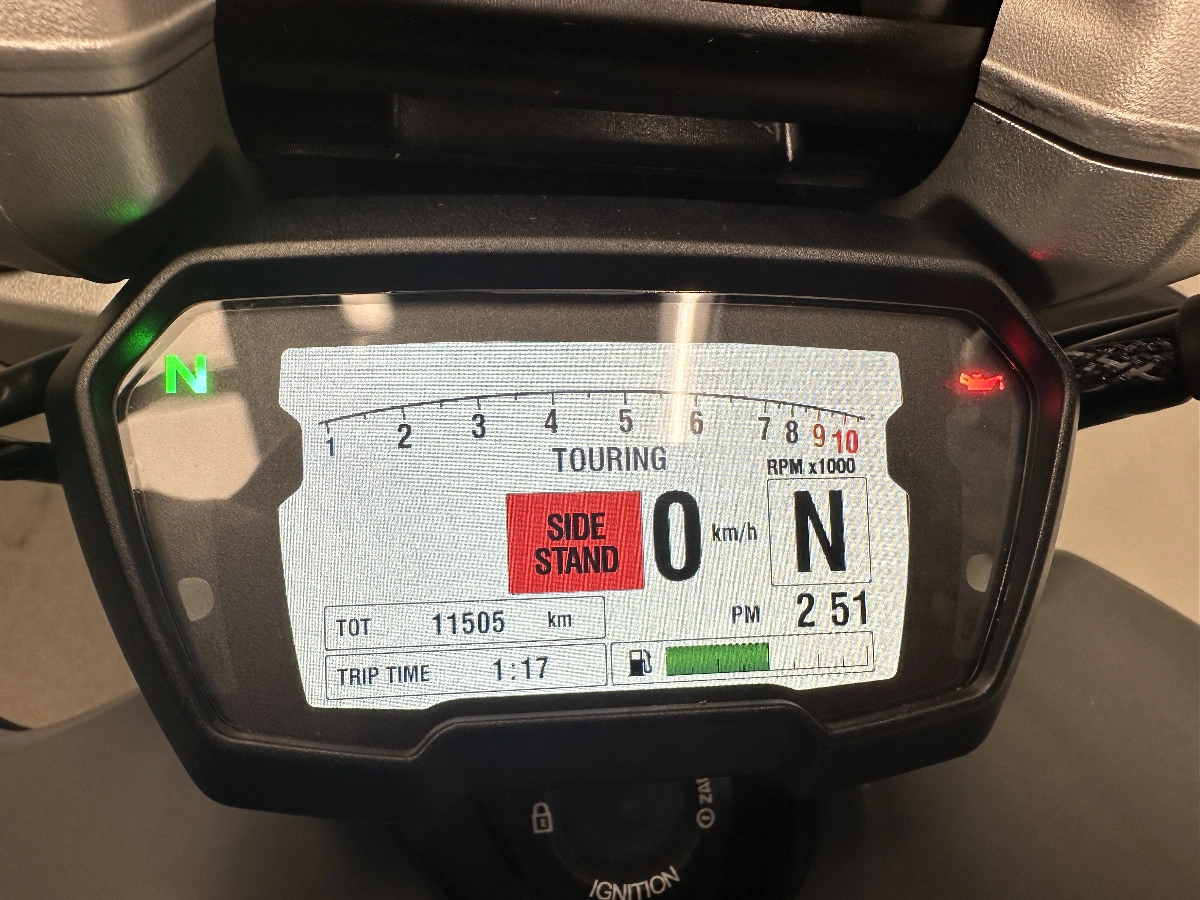 N
1 2 3 4 5 6 7 8 9 10
TOURING
RPM x1000
SIDE
STAND
0 km/h
N
TOT 11505 km
PM 2 51
TRIP TIME 1:17
IGNITION